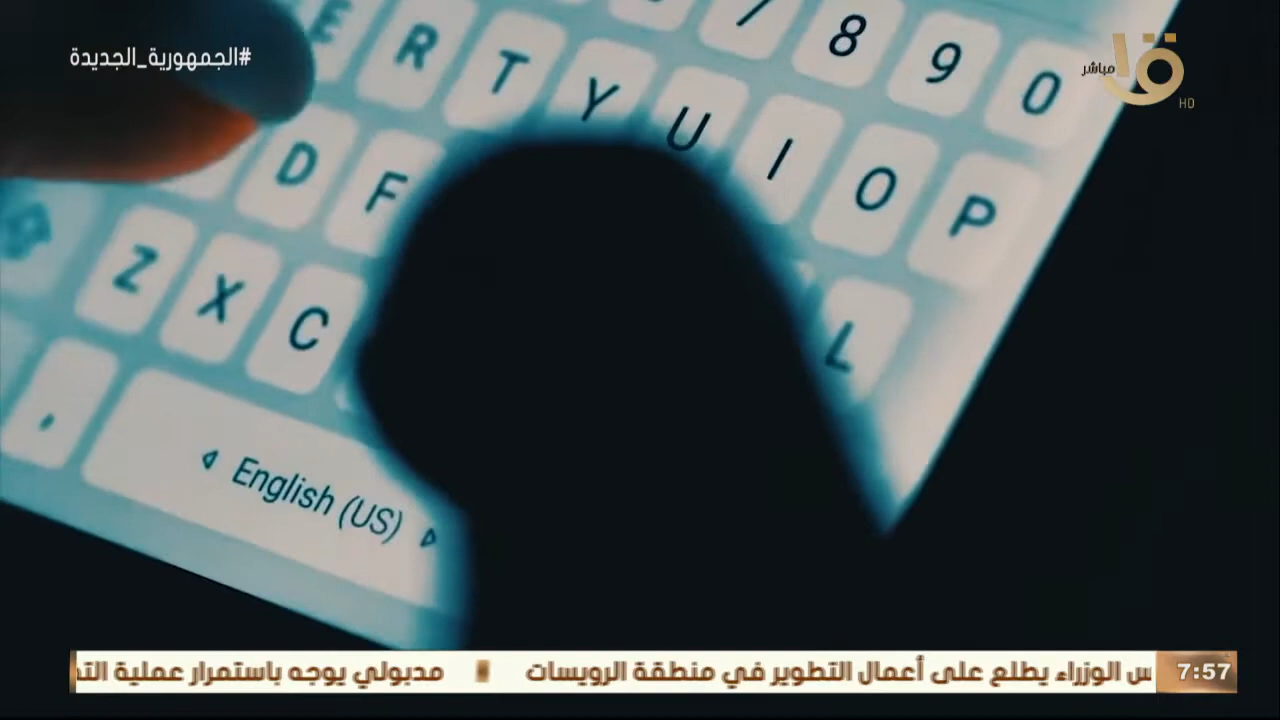 #الجمهورية_الجديدة
مباشر
HD
7 8 9 0
E R T Y U I O P
D F L
Z X C
,
English (US)
7:57
س الوزراء يطلع على أعمال التطوير في منطقة الرويسات
مدبولي يوجه باستمرار عملية